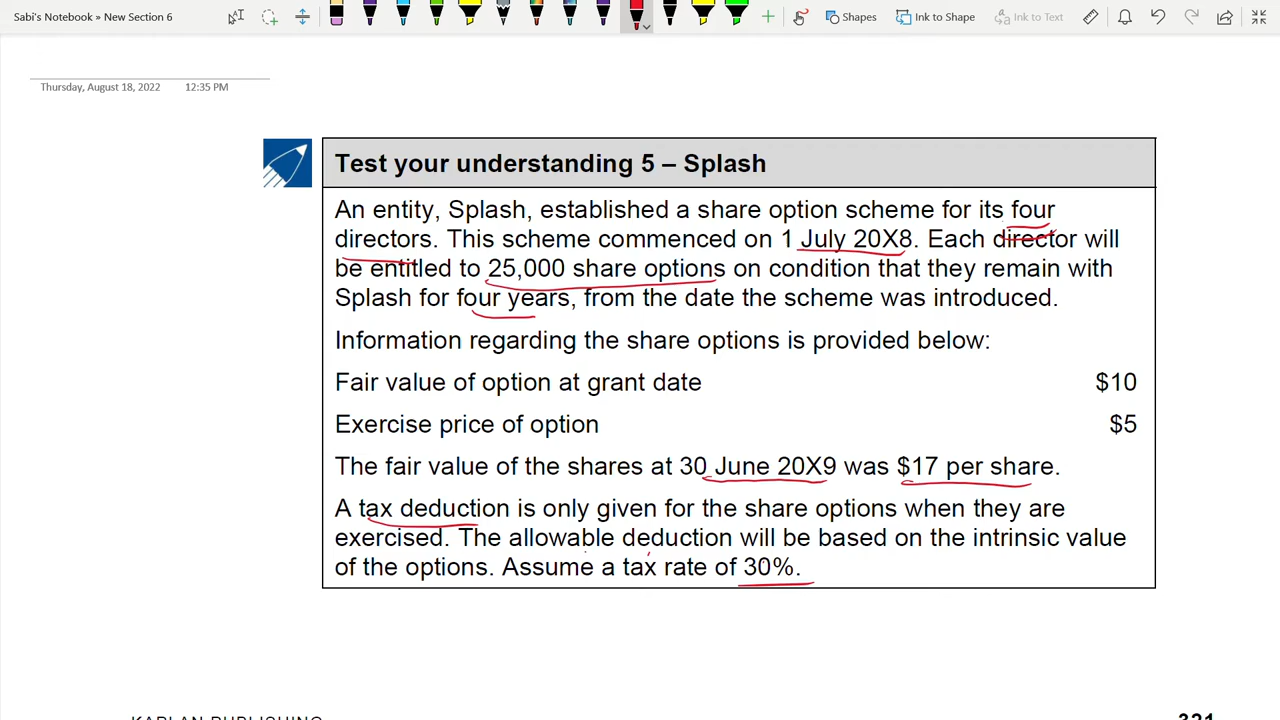 Sabi's Notebook » New Section 6
Shapes
Ink to Shape
Ink to Text
Thursday, August 18, 2022 12:35 PM
Test your understanding 5 – Splash
An entity, Splash, established a share option scheme for its four
directors. This scheme commenced on 1 July 20X8. Each director will
be entitled to 25,000 share options on condition that they remain with
Splash for four years, from the date the scheme was introduced.
Information regarding the share options is provided below:
Fair value of option at grant date $10
Exercise price of option $5
The fair value of the shares at 30 June 20X9 was $17 per share.
A tax deduction is only given for the share options when they are
exercised. The allowable deduction will be based on the intrinsic value
of the options. Assume a tax rate of 30%.
KAPLAN PUBLISHING 321